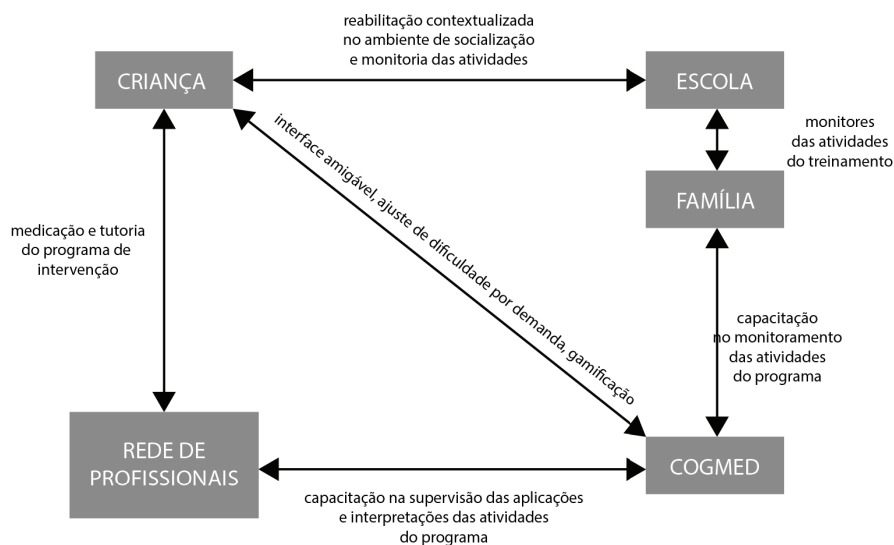 reabilitação contextualizada
no ambiente de socialização
e monitoria das atividades
CRIANÇA
ESCOLA
interface amigável, ajuste de dificuldade por demanda, gamificação
monitores
das atividades
do treinamento
FAMÍLIA
medicação e tutoria
do programa de
intervenção
capacitação
no monitoramento
das atividades
do programa
REDE DE
PROFISSIONAIS
COGMED
capacitação na supervisão das aplicações
e interpretações das atividades
do programa